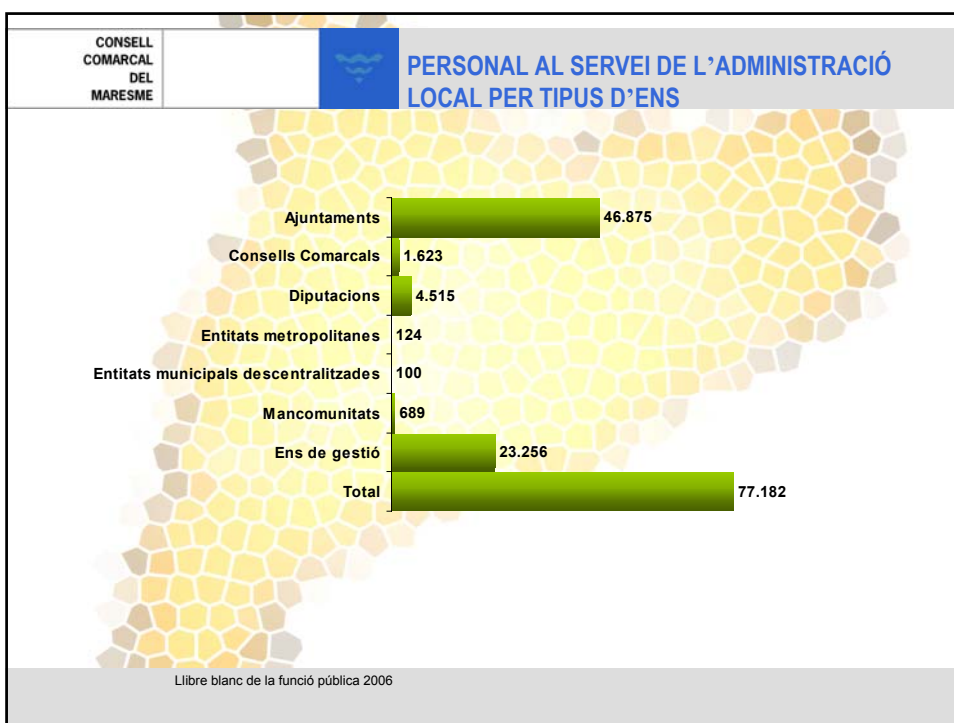 CONSELL
COMARCAL
DEL
MARESME
PERSONAL AL SERVEI DE L’ADMINISTRACIÓ
LOCAL PER TIPUS D’ENS
Ajuntaments 46.875
Consells Comarcals 1.623
Diputacions 4.515
Entitats metropolitanes 124
Entitats municipals descentralitzades 100
Mancomunitats 689
Ens de gestió 23.256
Total 77.182
Llibre blanc de la funció pública 2006